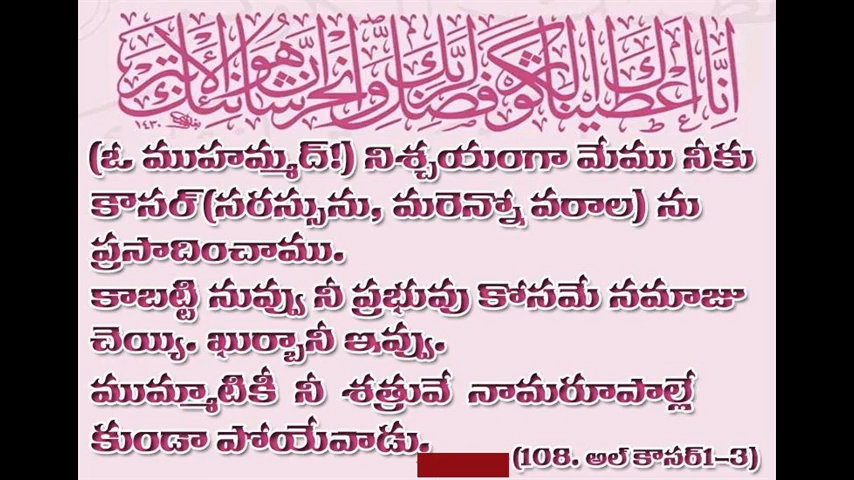 إنا أعطيناك الكوثر فصل لربك وانحر إن شانئك هو الأبتر
١٤٣٠
(ఓ ముహమ్మద్!) నిశ్చయంగా మేము నీకు
కౌసర్(సరస్సును, మరెన్నో వరాల) ను
ప్రసాదించాము.
కాబట్టి నువ్వు నీ ప్రభువు కోసమే నమాజు
చెయ్యి. ఖుర్బానీ ఇవ్వు.
ముమ్మాటికీ నీ శత్రువే నామరూపాల్లే
కుండా పోయేవాడు.
(108. అల్ కౌసర్1-3)